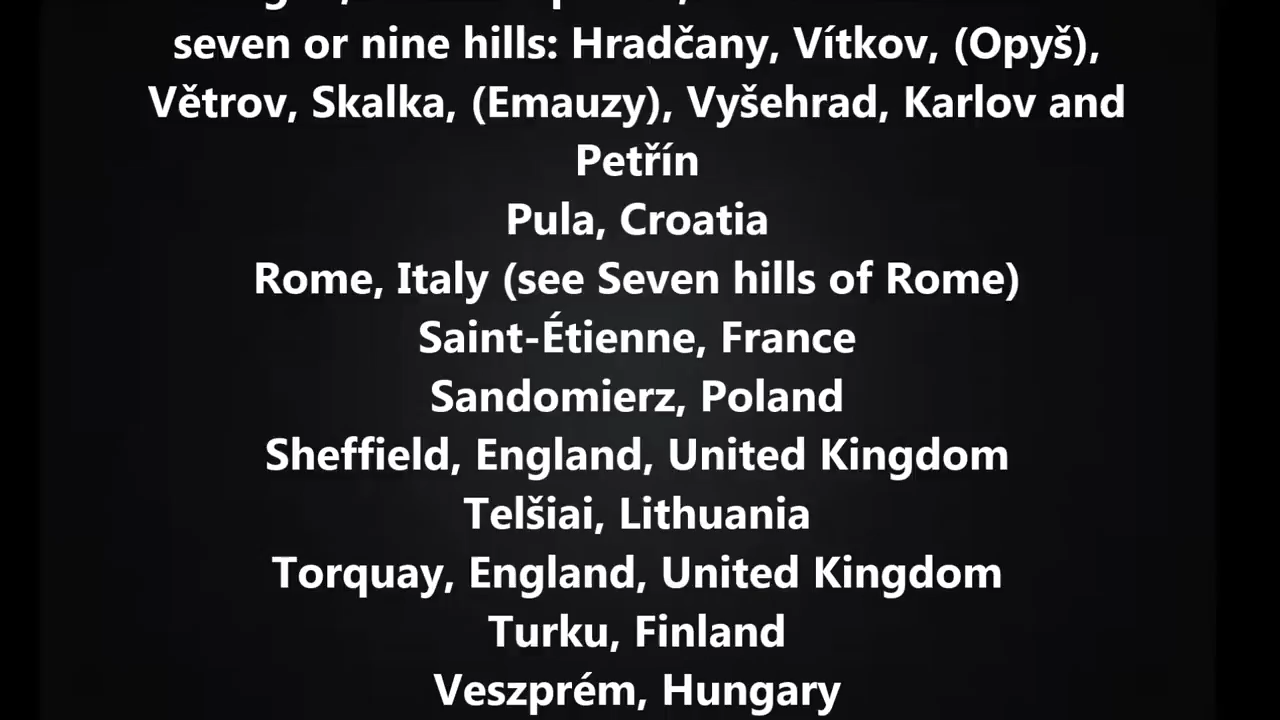 seven or nine hills: Hradčany, Vítkov, (Opyš),
Větrov, Skalka, (Emauzy), Vyšehrad, Karlov and
Petřín
Pula, Croatia
Rome, Italy (see Seven hills of Rome)
Saint-Étienne, France
Sandomierz, Poland
Sheffield, England, United Kingdom
Telšiai, Lithuania
Torquay, England, United Kingdom
Turku, Finland
Veszprém, Hungary